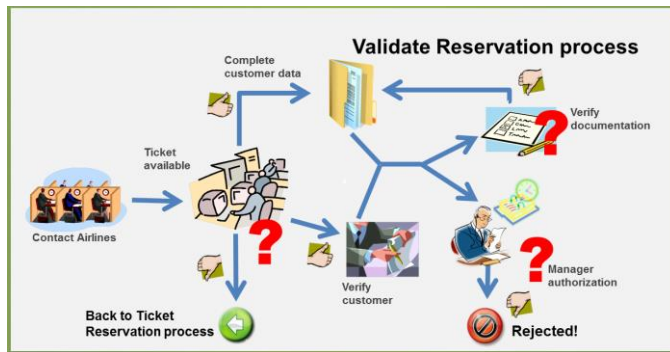 Validate Reservation process
Complete
customer data
Verify
documentation
Ticket
available
Contact Airlines
Verify
customer
Manager
authorization
Back to Ticket
Reservation process
Rejected!